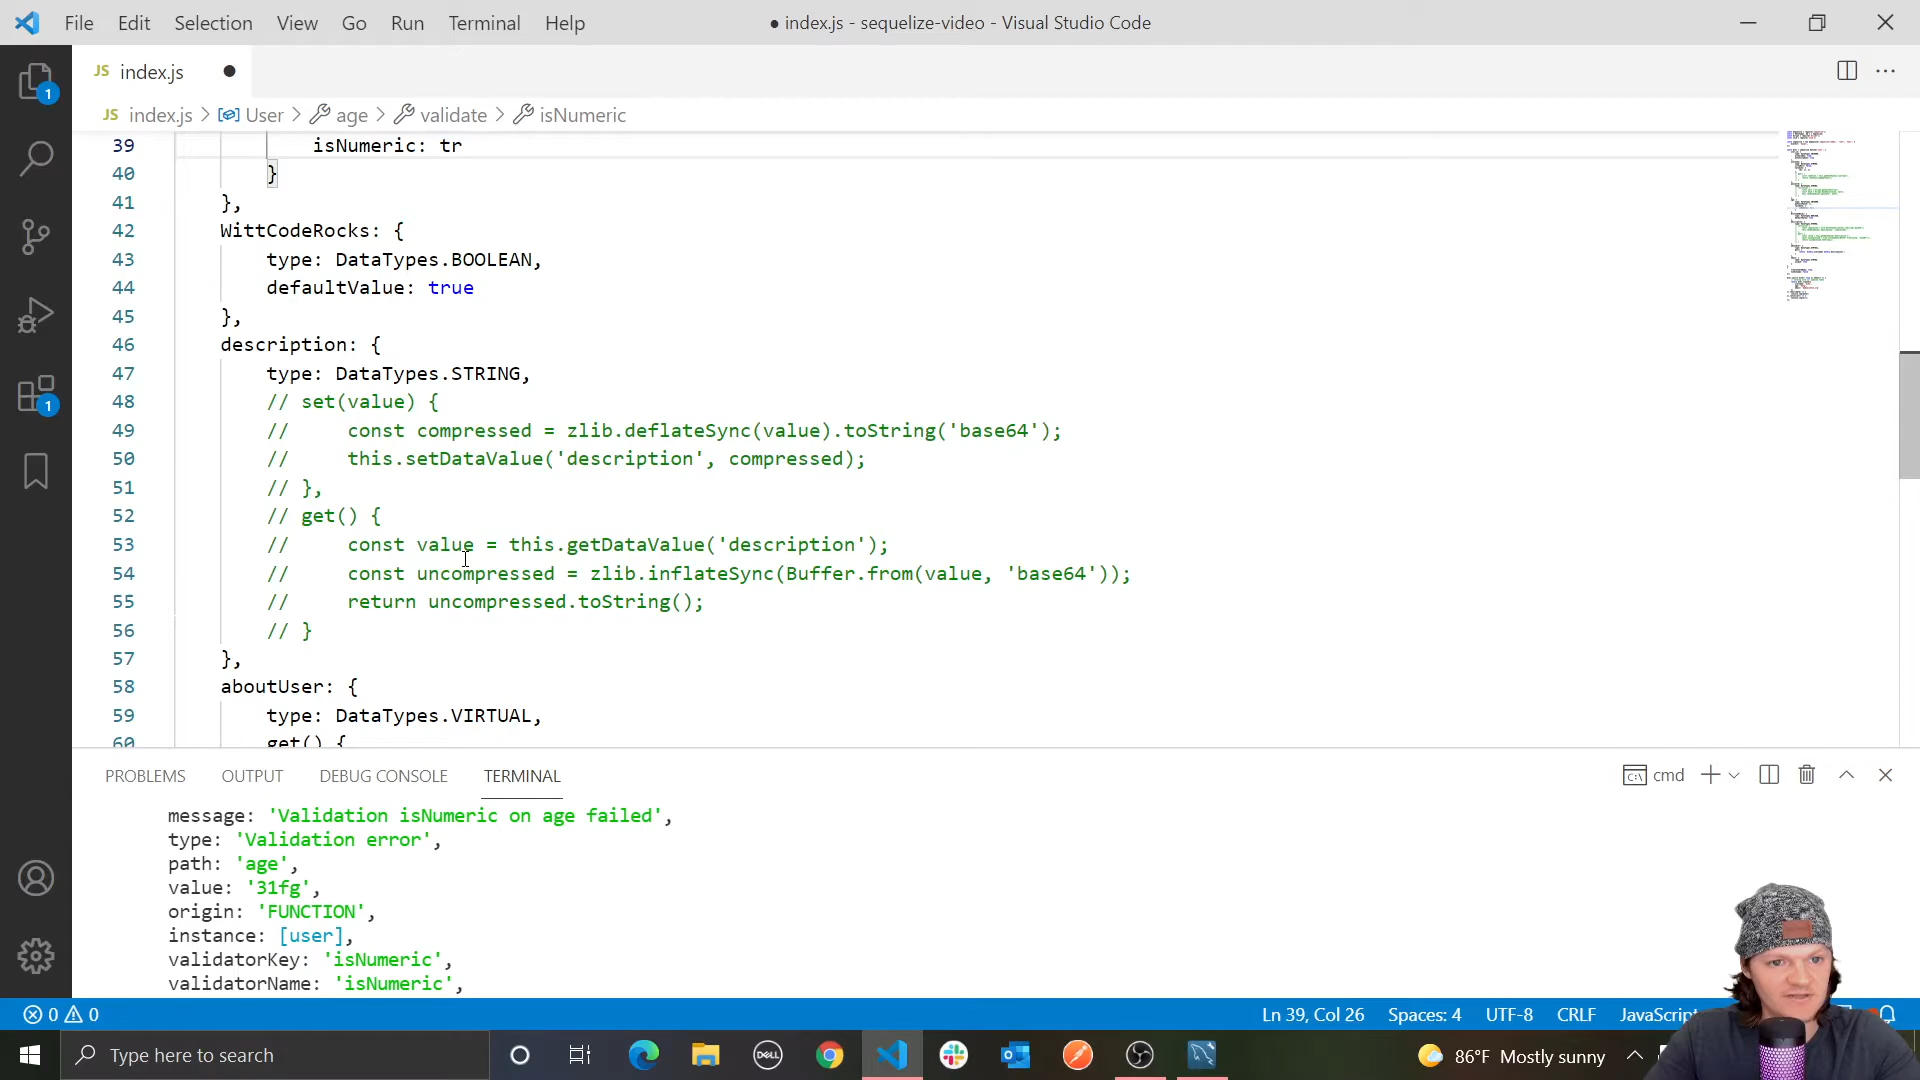 File Edit Selection View Go Run Terminal Help ● index.js - sequelize-video - Visual Studio Code
JS index.js ●
JS index.js > User > age > validate > isNumeric
1
39 isNumeric: tr
40 }
41 },
42 WittCodeRocks: {
43 type: DataTypes.BOOLEAN,
44 defaultValue: true
45 },
46 description: {
47 type: DataTypes.STRING,
48 // set(value) {
49 // const compressed = zlib.deflateSync(value).toString('base64');
50 // this.setDataValue('description', compressed);
51 // },
52 // get() {
53 // const value = this.getDataValue('description');
54 // const uncompressed = zlib.inflateSync(Buffer.from(value, 'base64'));
55 // return uncompressed.toString();
56 // }
57 },
58 aboutUser: {
59 type: DataTypes.VIRTUAL,
60 get() {
1
PROBLEMS OUTPUT DEBUG CONSOLE TERMINAL cmd
message: 'Validation isNumeric on age failed',
type: 'Validation error',
path: 'age',
value: '31fg',
origin: 'FUNCTION',
instance: [user],
validatorKey: 'isNumeric',
validatorName: 'isNumeric',
0 0 Ln 39, Col 26 Spaces: 4 UTF-8 CRLF JavaScript
Type here to search DELL 86°F Mostly sunny